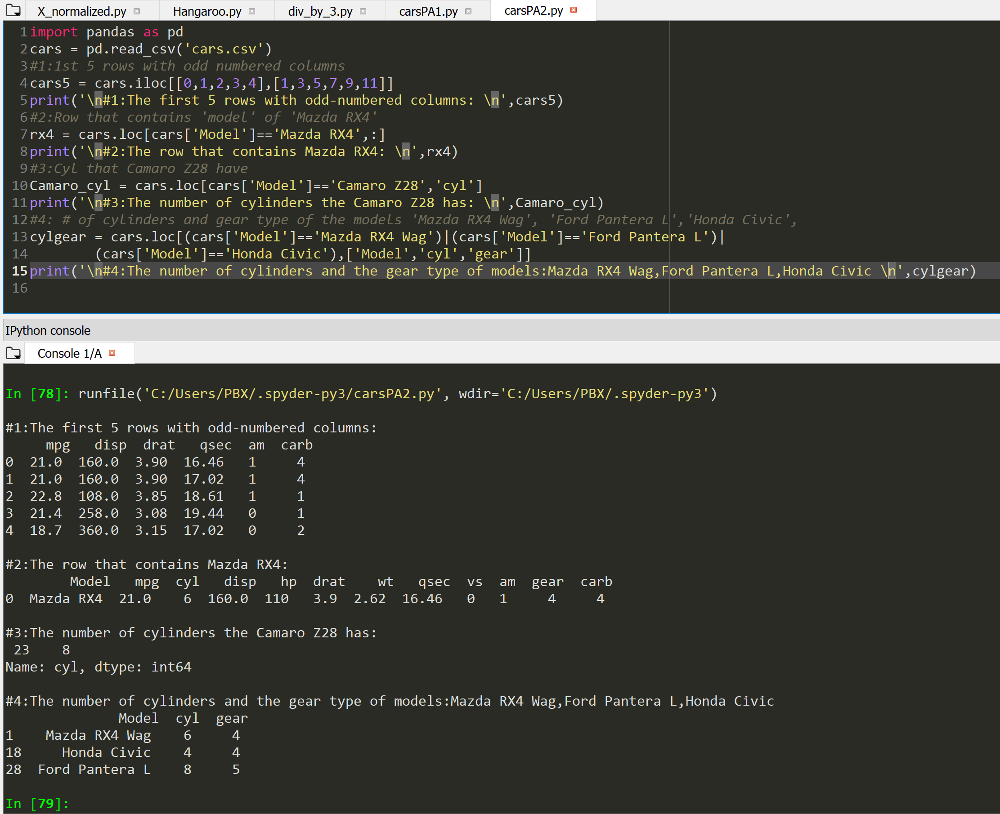 X_normalized.py Hangaroo.py div_by_3.py carsPA1.py carsPA2.py
1 import pandas as pd
2 cars = pd.read_csv('cars.csv')
3 #1:1st 5 rows with odd numbered columns
4 cars5 = cars.iloc[[0,1,2,3,4],[1,3,5,7,9,11]]
5 print('\n#1:The first 5 rows with odd-numbered columns: \n',cars5)
6 #2:Row that contains 'model' of 'Mazda RX4'
7 rx4 = cars.loc[cars['Model']=='Mazda RX4',:]
8 print('\n#2:The row that contains Mazda RX4: \n',rx4)
9 #3:Cyl that Camaro Z28 have
10 Camaro_cyl = cars.loc[cars['Model']=='Camaro Z28','cyl']
11 print('\n#3:The number of cylinders the Camaro Z28 has: \n',Camaro_cyl)
12 #4: # of cylinders and gear type of the models 'Mazda RX4 Wag', 'Ford Pantera L','Honda Civic',
13 cylgear = cars.loc[(cars['Model']=='Mazda RX4 Wag')|(cars['Model']=='Ford Pantera L')|
14         (cars['Model']=='Honda Civic'),['Model','cyl','gear']]
15 print('\n#4:The number of cylinders and the gear type of models:Mazda RX4 Wag,Ford Pantera L,Honda Civic \n',cylgear)
16
IPython console
Console 1/A
In [78]: runfile('C:/Users/PBX/.spyder-py3/carsPA2.py', wdir='C:/Users/PBX/.spyder-py3')
#1:The first 5 rows with odd-numbered columns:
     mpg   disp  drat   qsec  am  carb
0  21.0  160.0  3.90  16.46   1     4
1  21.0  160.0  3.90  17.02   1     4
2  22.8  108.0  3.85  18.61   1     1
3  21.4  258.0  3.08  19.44   0     1
4  18.7  360.0  3.15  17.02   0     2
#2:The row that contains Mazda RX4:
        Model   mpg  cyl   disp   hp  drat    wt   qsec  vs  am  gear  carb
0  Mazda RX4  21.0    6  160.0  110   3.9  2.62  16.46   0   1     4     4
#3:The number of cylinders the Camaro Z28 has:
 23    8
Name: cyl, dtype: int64
#4:The number of cylinders and the gear type of models:Mazda RX4 Wag,Ford Pantera L,Honda Civic
              Model  cyl  gear
1    Mazda RX4 Wag    6     4
18     Honda Civic    4     4
28  Ford Pantera L    8     5
In [79]: